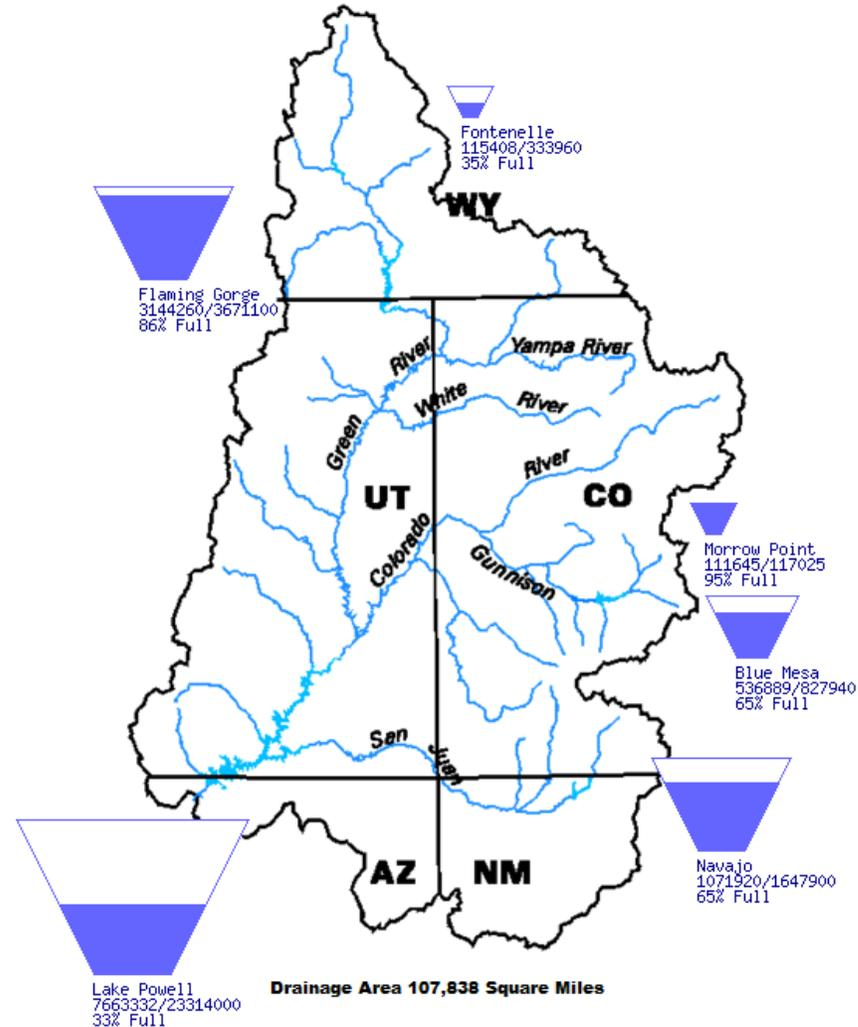 Fontenelle
115408/333960
35% Full
WY
Flaming Gorge
3144260/3671100
86% Full
Green River
Yampa River
White River
UT
CO
Colorado River
Gunnison
Morrow Point
111645/117025
95% Full
Blue Mesa
536889/827940
65% Full
San Juan
Navajo
1071920/1647900
65% Full
AZ
NM
Lake Powell
7663332/23314000
33% Full
Drainage Area 107,838 Square Miles